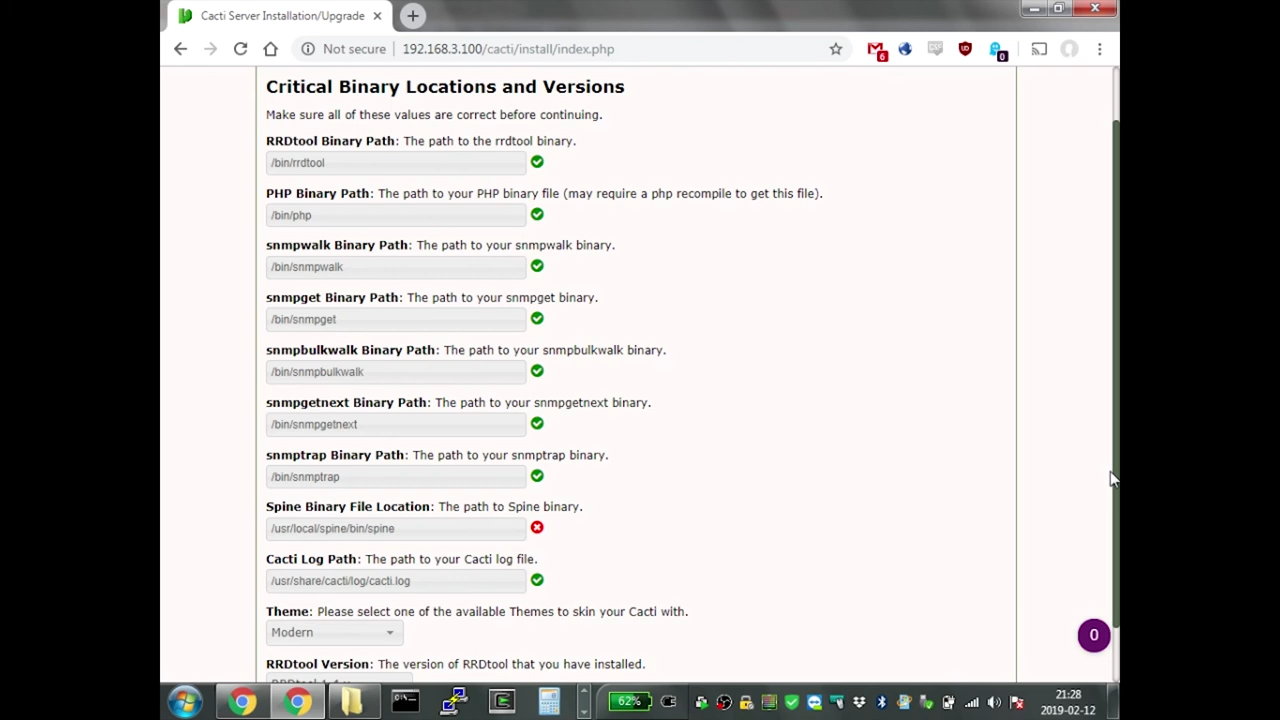 Cacti Server Installation/Upgrade
Not secure
192.168.3.100/cacti/install/index.php
6
0
Critical Binary Locations and Versions
Make sure all of these values are correct before continuing.
RRDtool Binary Path: The path to the rrdtool binary.
/bin/rrdtool
PHP Binary Path: The path to your PHP binary file (may require a php recompile to get this file).
/bin/php
snmpwalk Binary Path: The path to your snmpwalk binary.
/bin/snmpwalk
snmpget Binary Path: The path to your snmpget binary.
/bin/snmpget
snmpbulkwalk Binary Path: The path to your snmpbulkwalk binary.
/bin/snmpbulkwalk
snmpgetnext Binary Path: The path to your snmpgetnext binary.
/bin/snmpgetnext
snmptrap Binary Path: The path to your snmptrap binary.
/bin/snmptrap
Spine Binary File Location: The path to Spine binary.
/usr/local/spine/bin/spine
Cacti Log Path: The path to your Cacti log file.
/usr/share/cacti/log/cacti.log
Theme: Please select one of the available Themes to skin your Cacti with.
Modern
0
RRDtool Version: The version of RRDtool that you have installed.
62%
21:28
2019-02-12